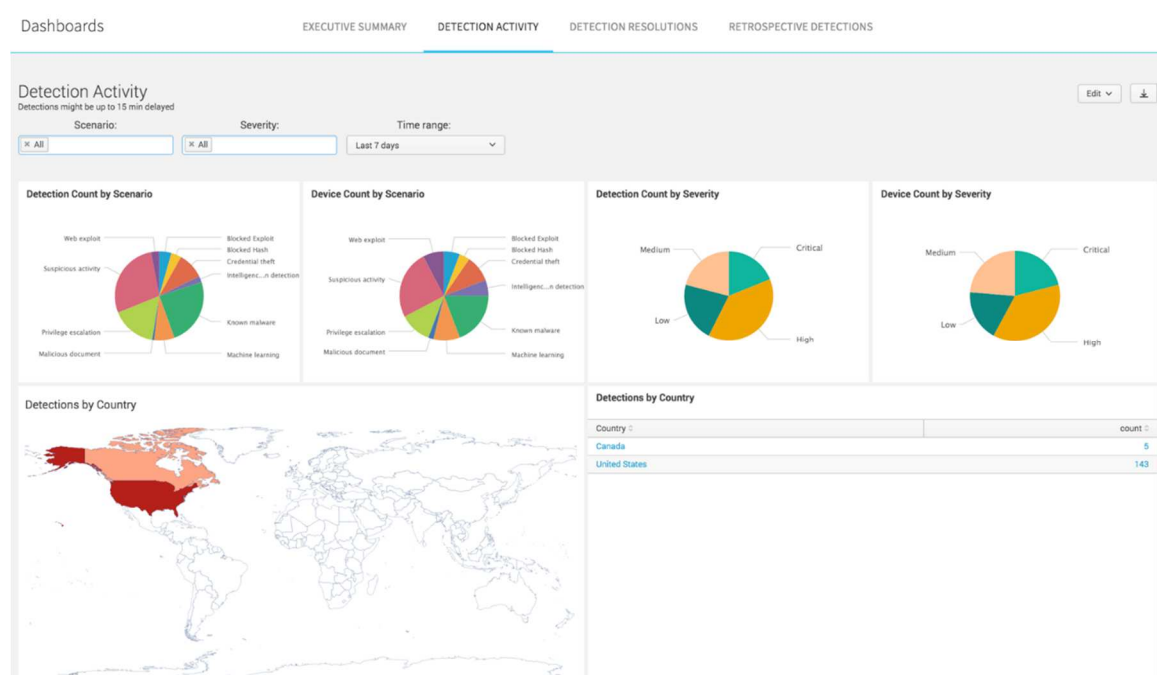 Dashboards
EXECUTIVE SUMMARY
DETECTION ACTIVITY
DETECTION RESOLUTIONS
RETROSPECTIVE DETECTIONS
Detection Activity
Detections might be up to 15 min delayed
Edit
Scenario:
Severity:
Time range:
× All
× All
Last 7 days
Detection Count by Scenario
Web exploit
Suspicious activity
Privilege escalation
Malicious document
Blocked Exploit
Blocked Hash
Credential theft
Intelligenc...n detection
Known malware
Machine learning
Device Count by Scenario
Web exploit
Suspicious activity
Privilege escalation
Malicious document
Blocked Exploit
Blocked Hash
Credential theft
Intelligenc...n detection
Known malware
Machine learning
Detection Count by Severity
Medium
Low
Critical
High
Device Count by Severity
Medium
Low
Critical
High
Detections by Country
Detections by Country
Country count
Canada 5
United States 143